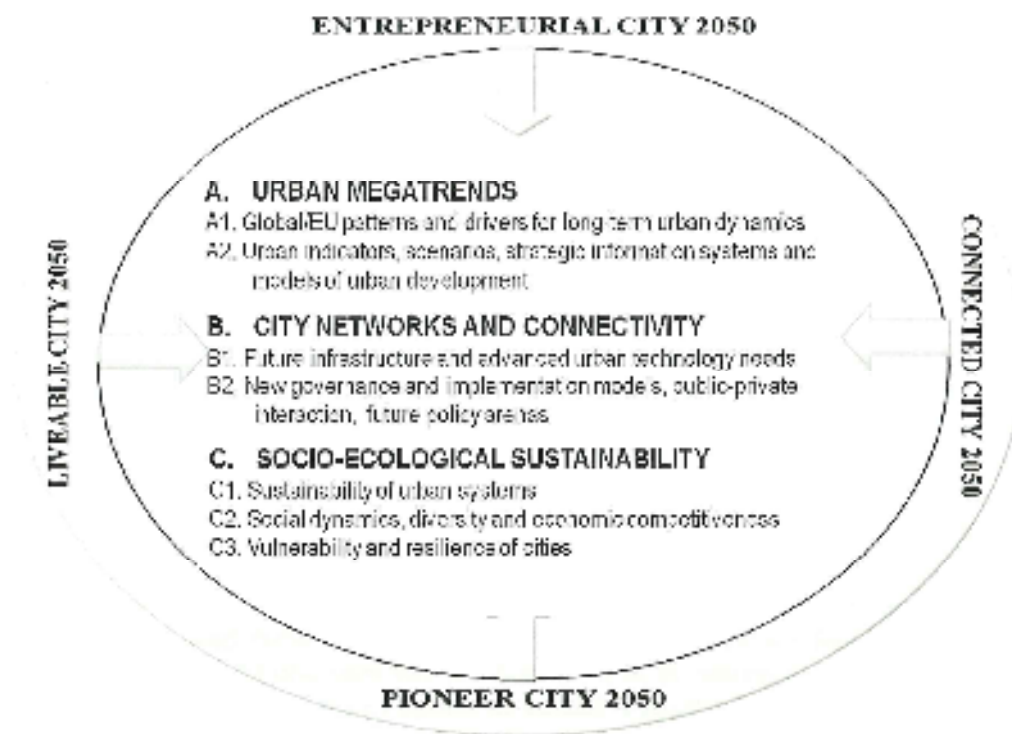 ENTREPRENEURIAL CITY 2050
A. URBAN MEGATRENDS
A1. Global/EU patterns and drivers for long-term urban dynamics
A2. Urban indicators, scenarios, strategic information systems and
models of urban development
LIVEABLE CITY 2050
CONNECTED CITY 2050
B. CITY NETWORKS AND CONNECTIVITY
B1. Future infrastructure and advanced urban technology needs
B2. New governance and implementation models, public-private
interaction, future policy arenas
C. SOCIO-ECOLOGICAL SUSTAINABILITY
C1. Sustainability of urban systems
C2. Social dynamics, diversity and economic competitiveness
C3. Vulnerability and resilience of cities
PIONEER CITY 2050